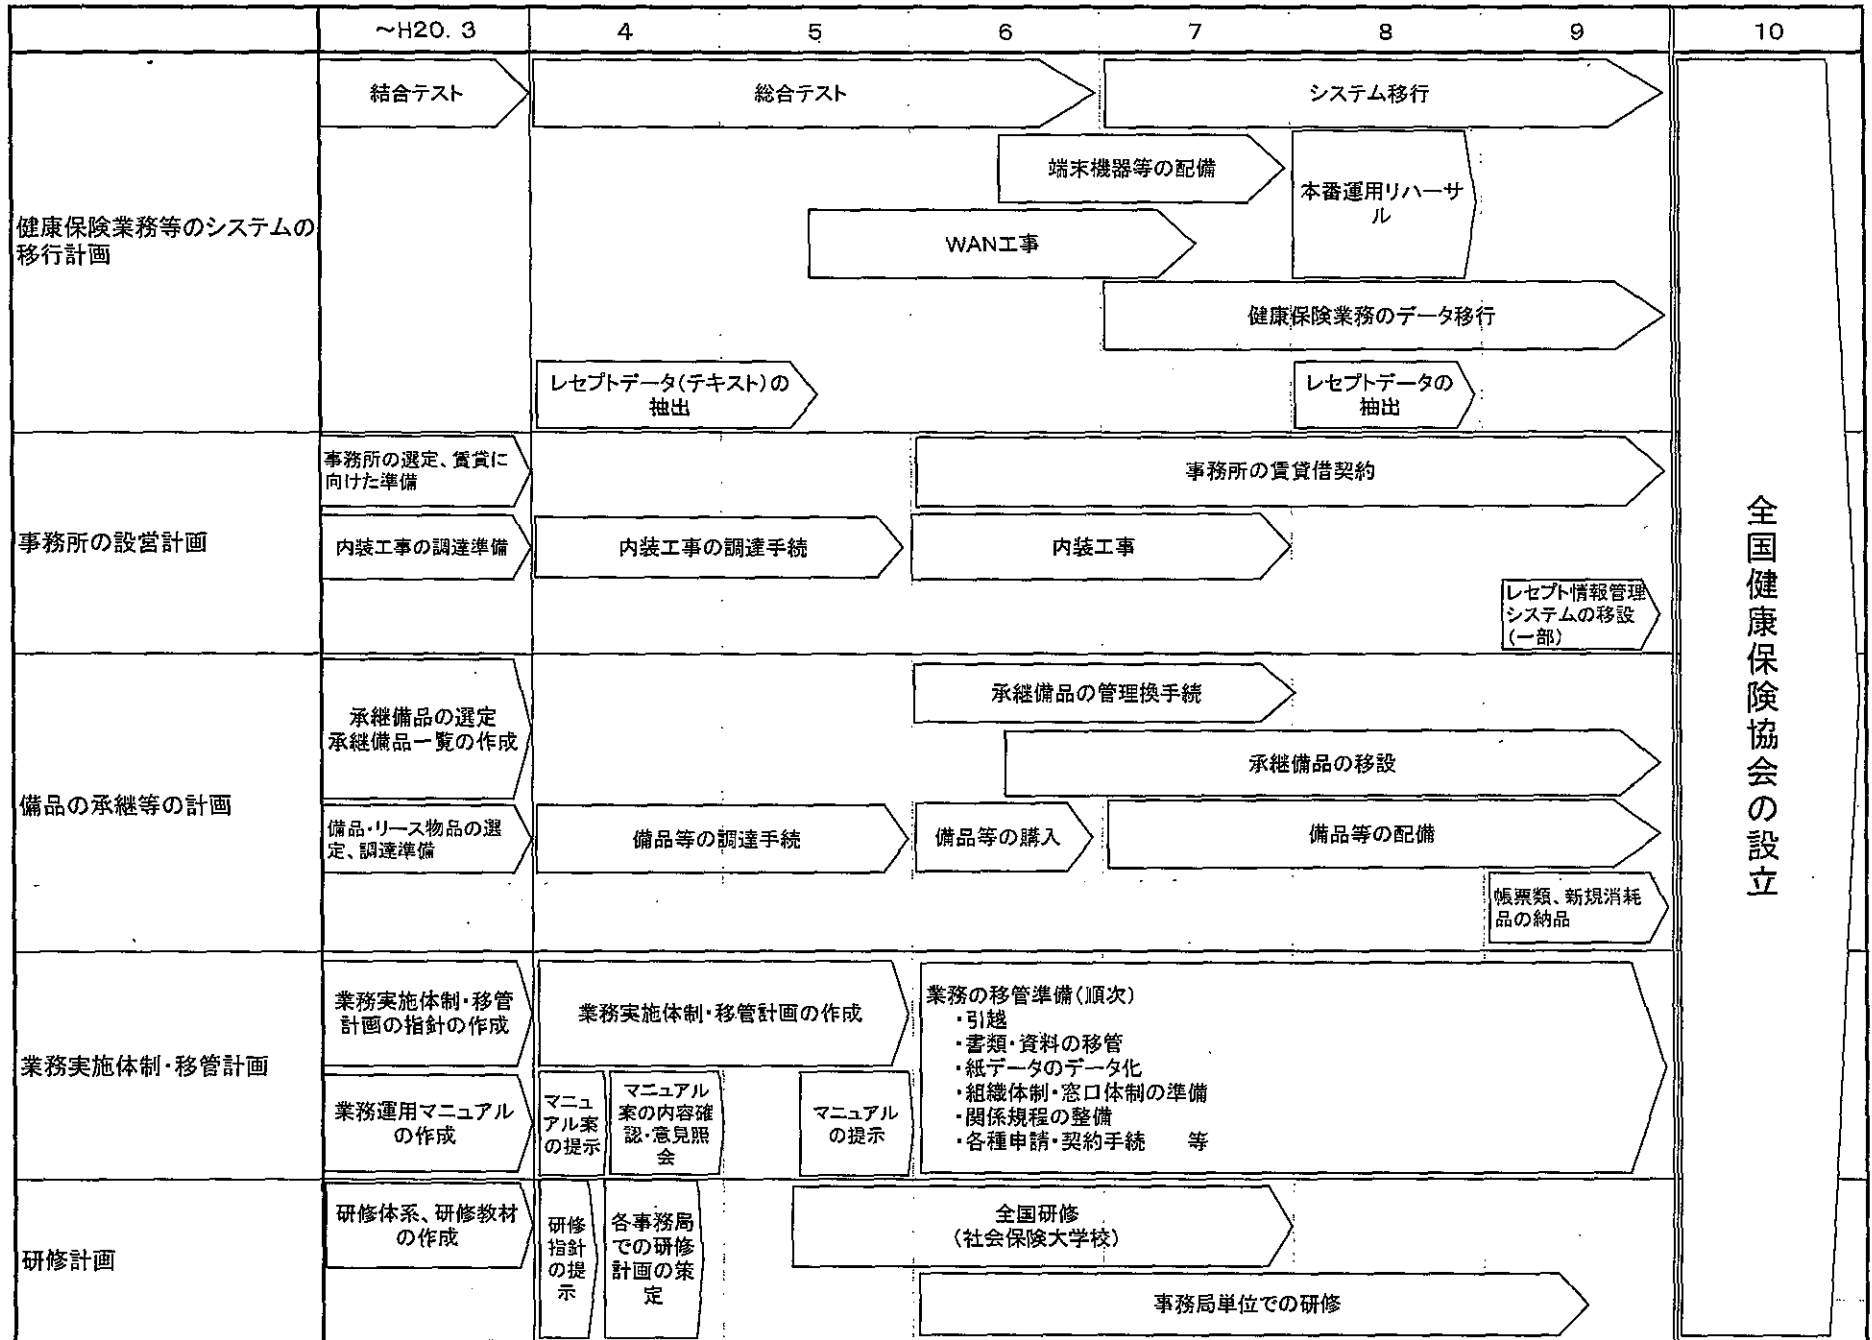 ～H20.3
4
5
6
7
8
9
10
健康保険業務等のシステムの
移行計画
結合テスト
総合テスト
システム移行
端末機器等の配備
本番運用リハーサ
ル
WAN工事
健康保険業務のデータ移行
レセプトデータ(テキスト)の
抽出
レセプトデータの
抽出
事務所の設営計画
事務所の選定、賃貸に
向けた準備
事務所の賃貸借契約
内装工事の調達準備
内装工事の調達手続
内装工事
レセプト情報管理
システムの移設
(一部)
備品の承継等の計画
承継備品の選定
承継備品一覧の作成
承継備品の管理換手続
承継備品の移設
備品・リース物品の選
定、調達準備
備品等の調達手続
備品等の購入
備品等の配備
帳票類、新規消耗
品の納品
業務実施体制・移管計画
業務実施体制・移管
計画の指針の作成
業務実施体制・移管計画の作成
業務の移管準備(順次)
・引越
・書類・資料の移管
・紙データのデータ化
・組織体制・窓口体制の準備
・関係規程の整備
・各種申請・契約手続　等
業務運用マニュアル
の作成
マニュ
アル案
の提示
マニュアル
案の内容確
認・意見照
会
マニュアル
の提示
研修計画
研修体系、研修教材
の作成
研修
指針
の提
示
各事務局
での研修
計画の策
定
全国研修
(社会保険大学校)
事務局単位での研修
全国健康保険協会の設立